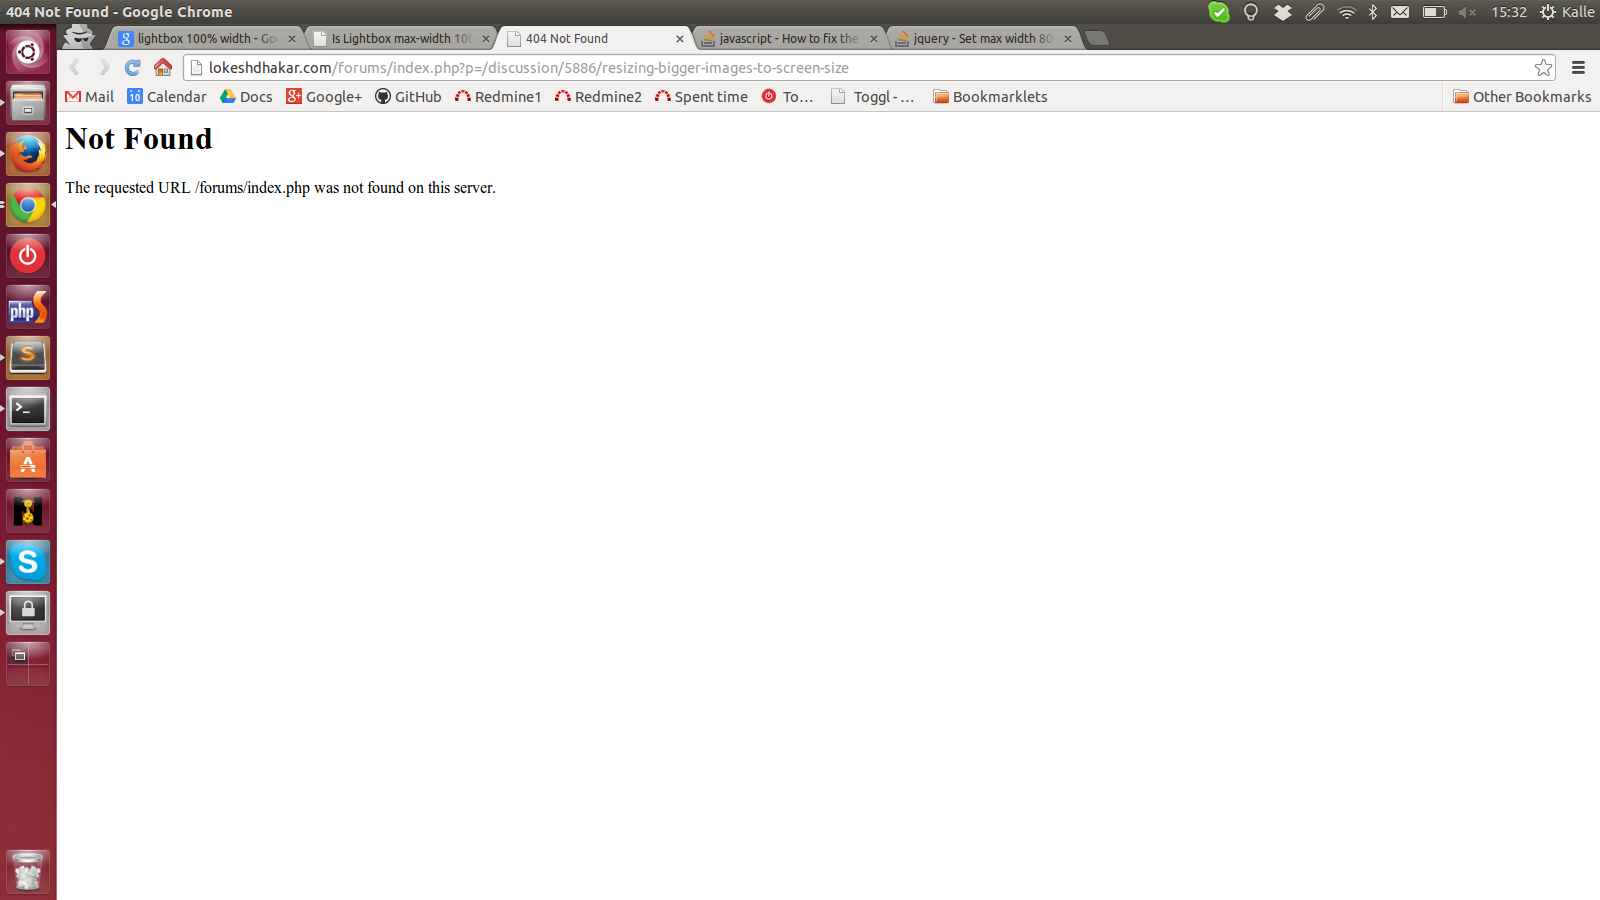 404 Not Found - Google Chrome
15:32 Kalle
lightbox 100% width - Go
Is Lightbox max-width 100
404 Not Found
javascript - How to fix the
jquery - Set max width 80
lokeshdhakar.com/forums/index.php?p=/discussion/5886/resizing-bigger-images-to-screen-size
Mail 10 Calendar Docs g+ Google+ GitHub Redmine1 Redmine2 Spent time To... Toggl - ... Bookmarklets Other Bookmarks
Not Found
The requested URL /forums/index.php was not found on this server.
php